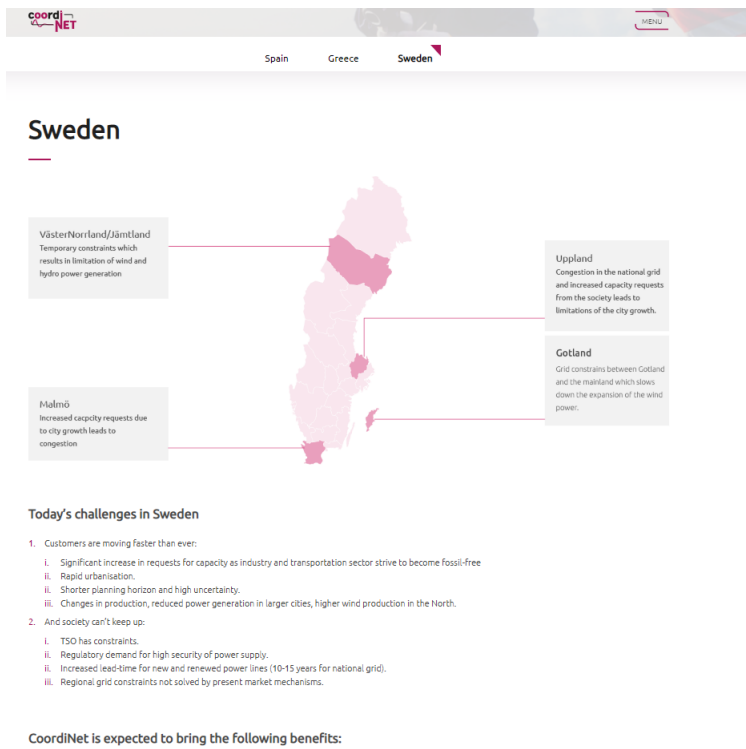 coordi
NET
MENU
Spain
Greece
Sweden
Sweden
VästerNorrland/Jämtland
Temporary constraints which
results in limitation of wind and
hydro power generation
Uppland
Congestion in the national grid
and increased capacity requests
from the society leads to
limitations of the city growth.
Gotland
Grid constrains between Gotland
and the mainland which slows
down the expansion of the wind
power.
Malmö
Increased cacpcity requests due
to city growth leads to
congestion
Today's challenges in Sweden
1. Customers are moving faster than ever:
i. Significant increase in requests for capacity as industry and transportation sector strive to become fossil-free
ii. Rapid urbanisation.
ii. Shorter planning horizon and high uncertainty.
iii. Changes in production, reduced power generation in larger cities, higher wind production in the North.
2. And society can't keep up:
i. TSO has constraints.
ii. Regulatory demand for high security of power supply.
ii. Increased lead-time for new and renewed power lines (10-15 years for national grid).
iii. Regional grid constraints not solved by present market mechanisms.
CoordiNet is expected to bring the following benefits: